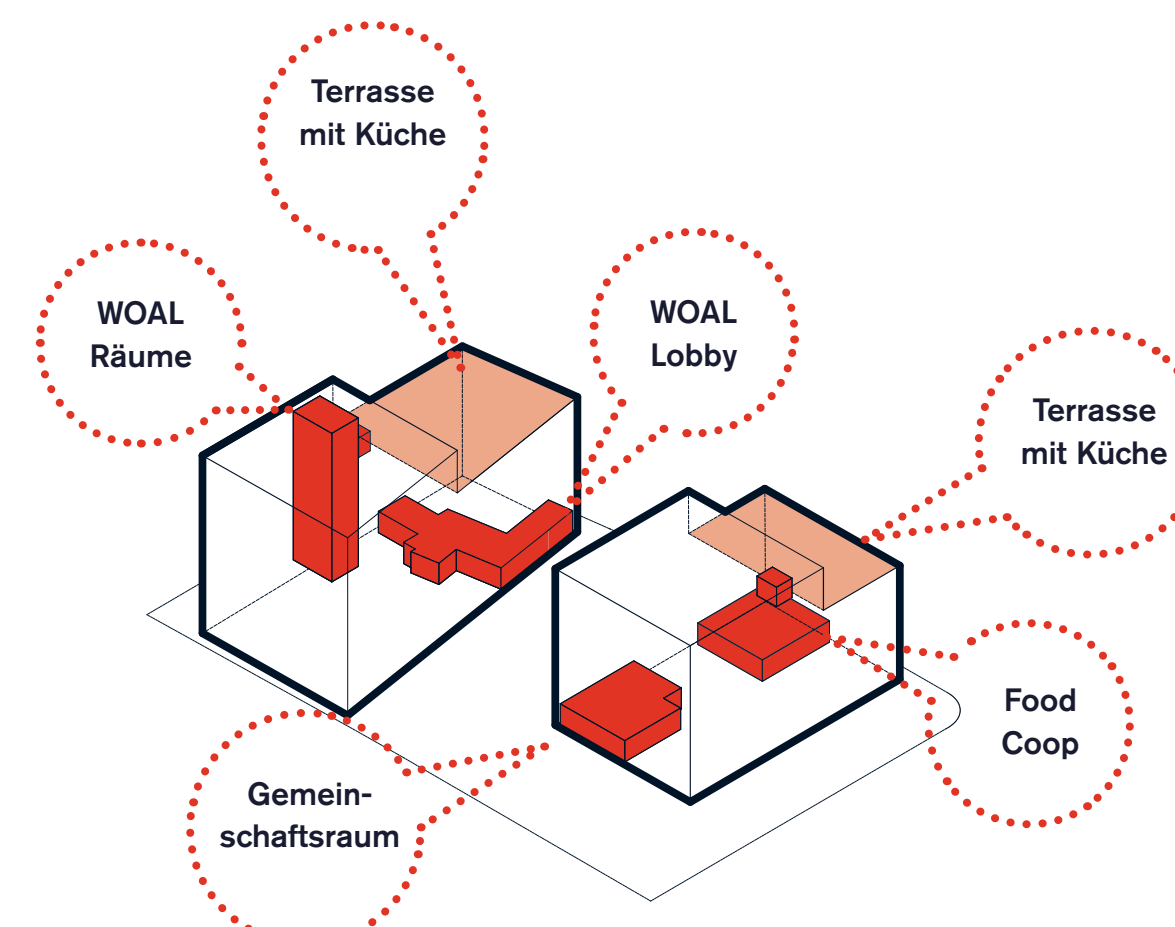 Terrasse
mit Küche
WOAL
Räume
WOAL
Lobby
Terrasse
mit Küche
Food
Coop
Gemein-
schaftsraum